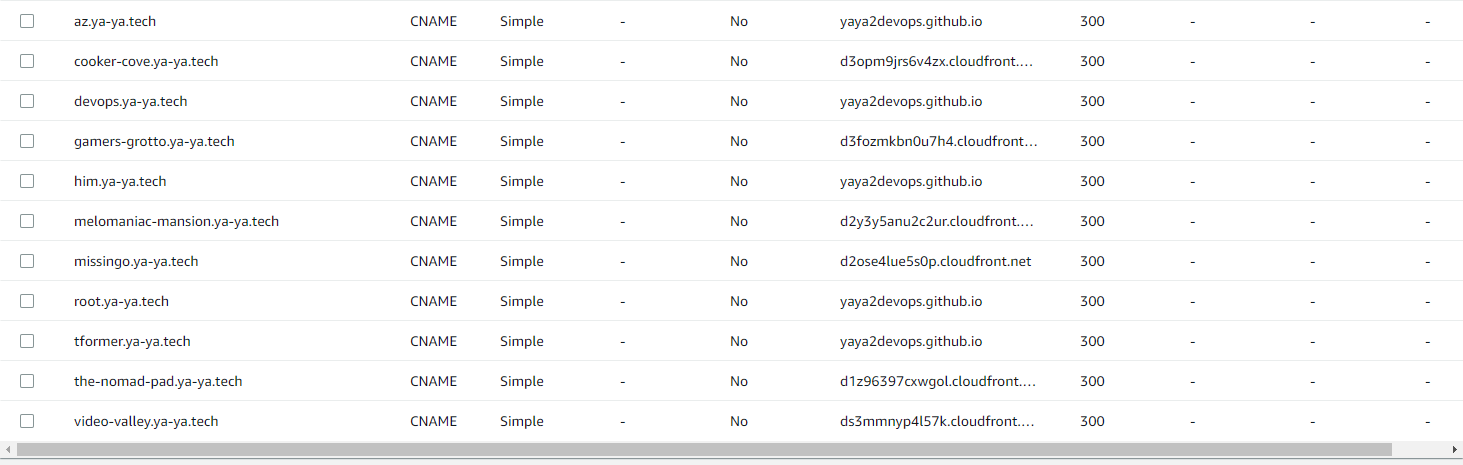 az.ya-ya.tech CNAME Simple - No yaya2devops.github.io 300 - - -
cooker-cove.ya-ya.tech CNAME Simple - No d3opm9jrs6v4zx.cloudfront.... 300 - - -
devops.ya-ya.tech CNAME Simple - No yaya2devops.github.io 300 - - -
gamers-grotto.ya-ya.tech CNAME Simple - No d3fozmkbn0u7h4.cloudfront... 300 - - -
him.ya-ya.tech CNAME Simple - No yaya2devops.github.io 300 - - -
melomaniac-mansion.ya-ya.tech CNAME Simple - No d2y3y5anu2c2ur.cloudfront.... 300 - - -
missingo.ya-ya.tech CNAME Simple - No d2ose4lue5s0p.cloudfront.net 300 - - -
root.ya-ya.tech CNAME Simple - No yaya2devops.github.io 300 - - -
tformer.ya-ya.tech CNAME Simple - No yaya2devops.github.io 300 - - -
the-nomad-pad.ya-ya.tech CNAME Simple - No d1z96397cxwgol.cloudfront.... 300 - - -
video-valley.ya-ya.tech CNAME Simple - No ds3mmnyp4l57k.cloudfront.... 300 - - -